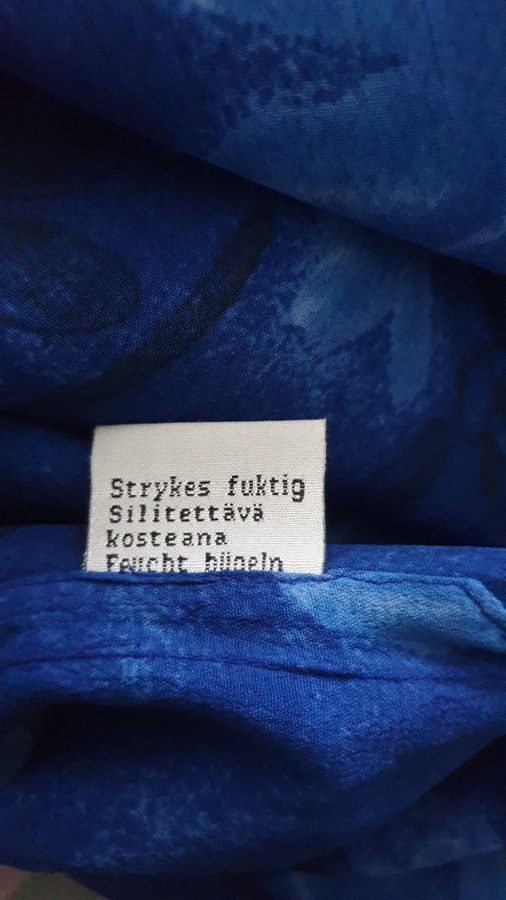 Strykes fuktig
Silitettävä
kosteana
Feucht bügeln